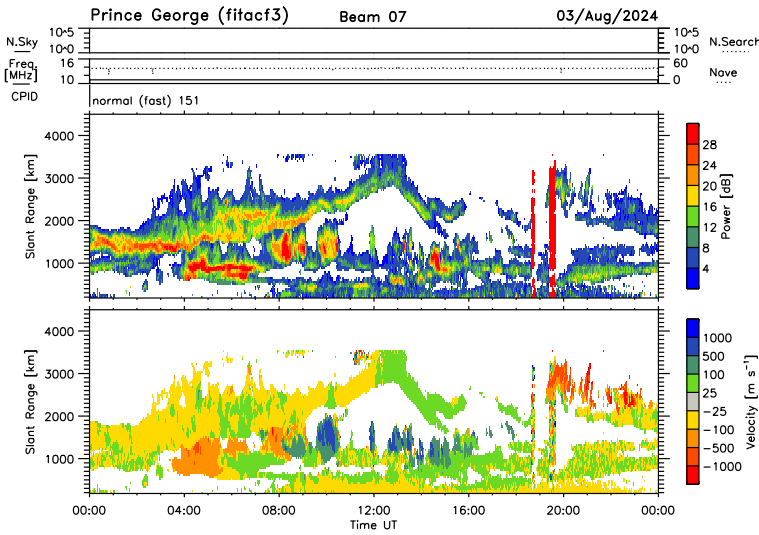 Prince George (fitacf3) Beam 07 03/Aug/2024
N.Sky 10^5 10^5 N.Search
10^0 10^0
Freq. 16 60
[MHz] 10 0 Nave
CPID normal (fast) 151
Slant Range [km]
4000
3000
2000
1000
Power [dB]
28
24
20
16
12
8
4
Slant Range [km]
4000
3000
2000
1000
Velocity [m s^-1]
1000
500
100
25
-25
-100
-500
-1000
00:00 04:00 08:00 12:00 16:00 20:00 00:00
Time UT